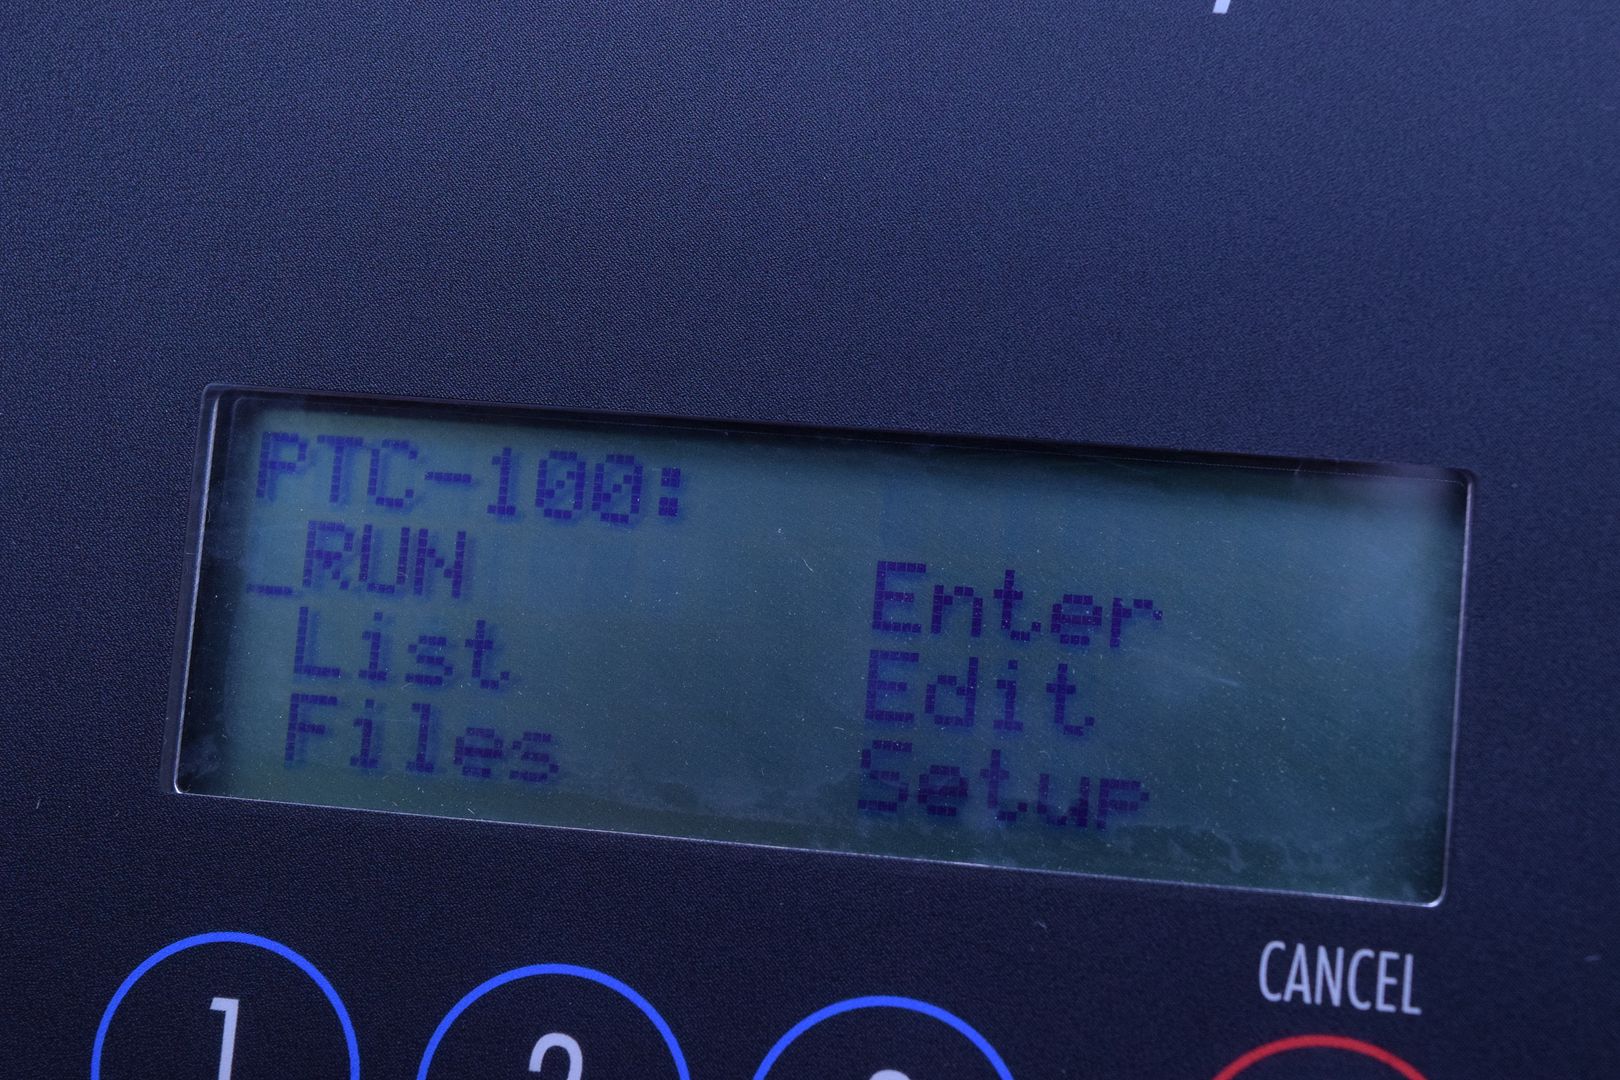 PTC-100:
_RUN Enter
List Edit
Files Setup
CANCEL
1 2